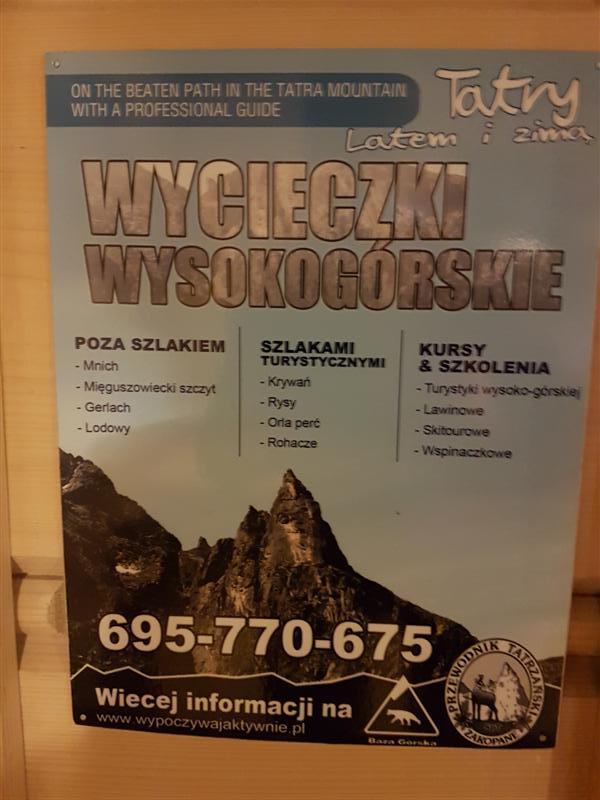 ON THE BEATEN PATH IN THE TATRA MOUNTAIN
WITH A PROFESSIONAL GUIDE
Tatry
Latem i zimą
WYCIECZKI
WYSOKOGÓRSKIE
POZA SZLAKIEM
- Mnich
- Mięguszowiecki szczyt
- Gerlach
- Lodowy
SZLAKAMI
TURYSTYCZNYMI
- Krywań
- Rysy
- Orla perć
- Rohacze
KURSY
& SZKOLENIA
- Turystyki wysoko-górskiej
- Lawinowe
- Skitourowe
- Wspinaczkowe
695-770-675
Wiecej informacji na
www.wypoczywajaktywnie.pl
Baza Górska
PRZEWODNIK TATRZAŃSKI
ZAKOPANE